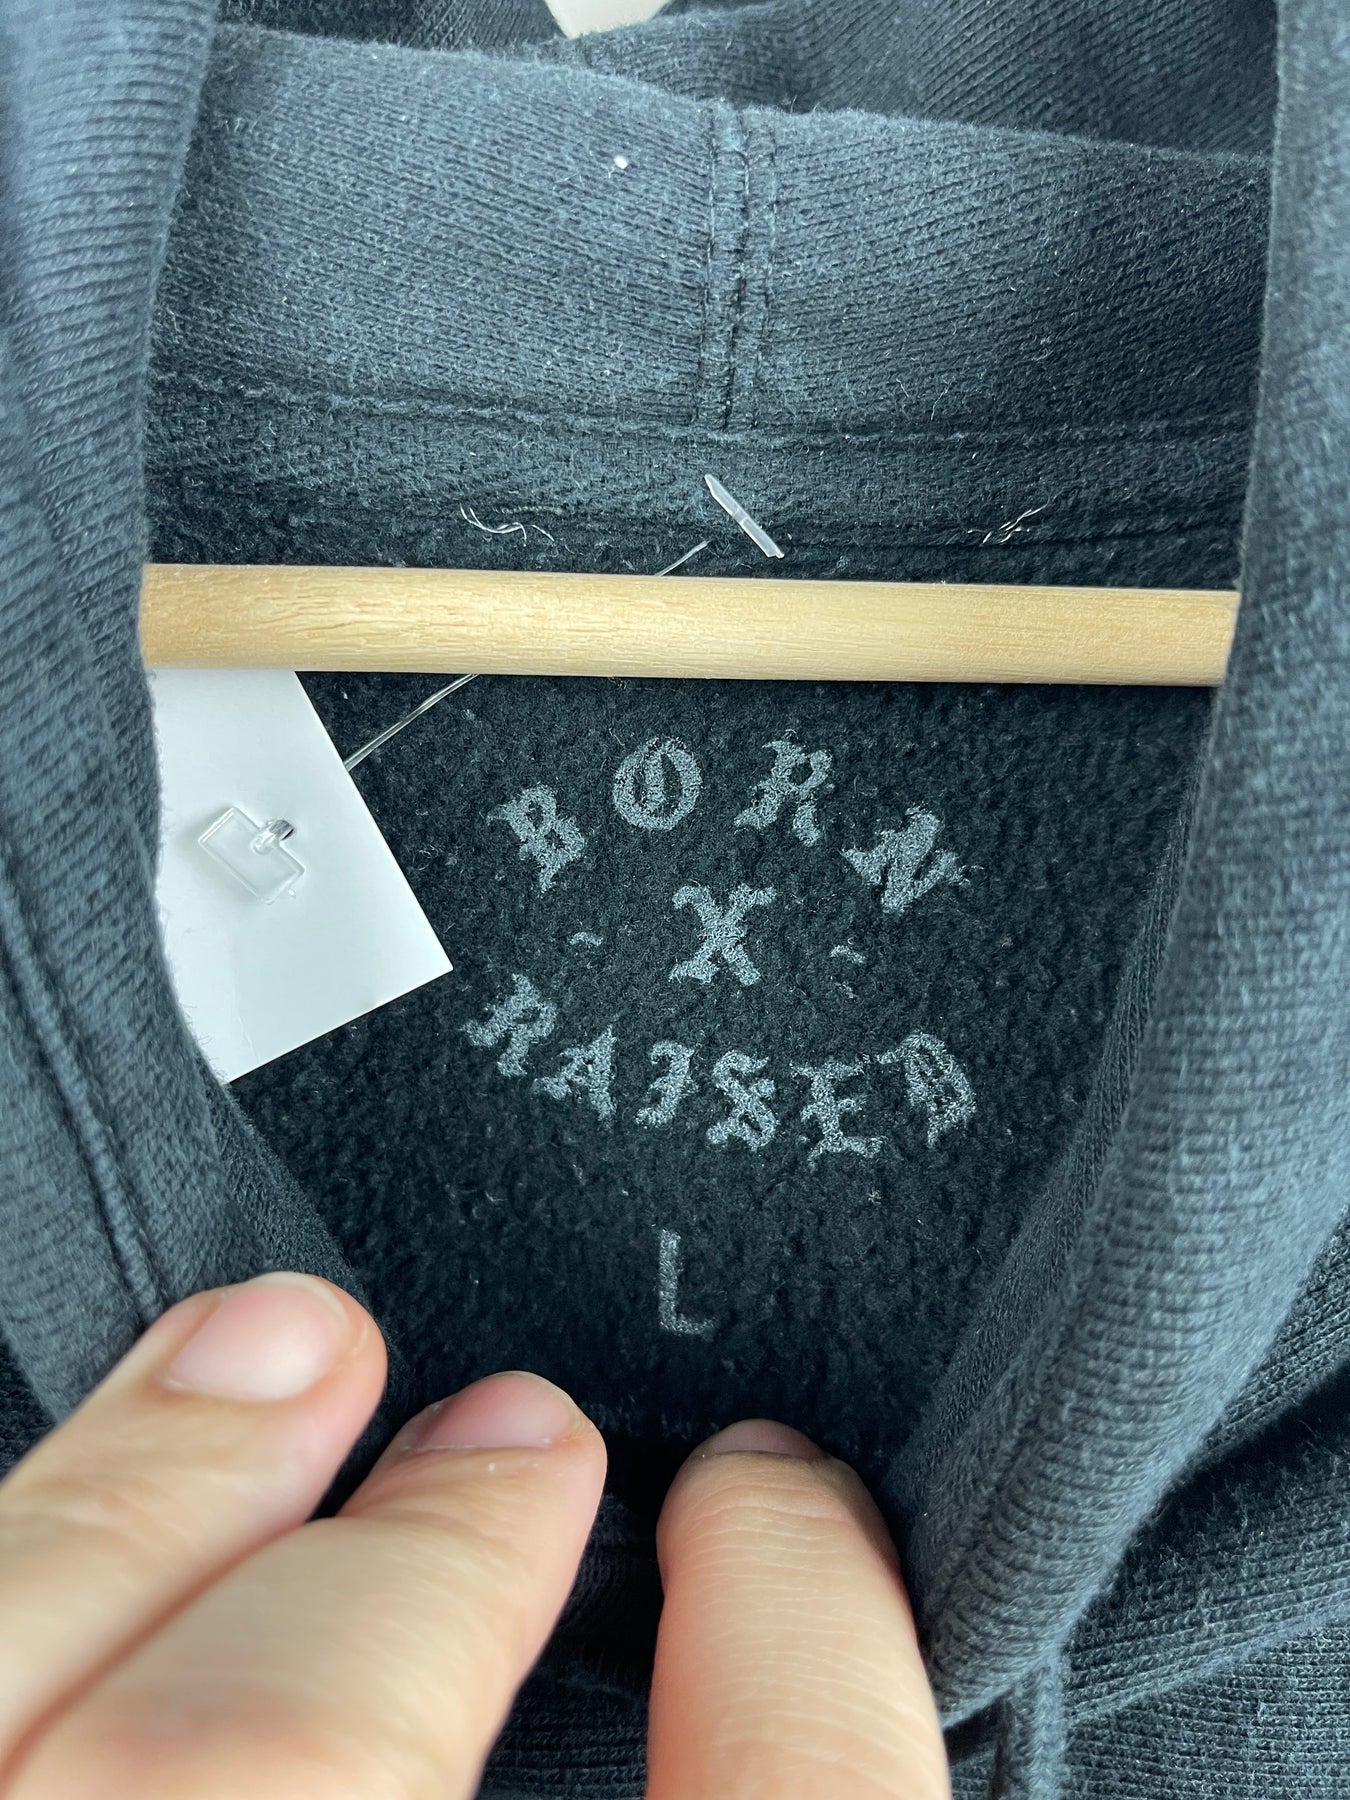 BORN
- X -
RAISED
L